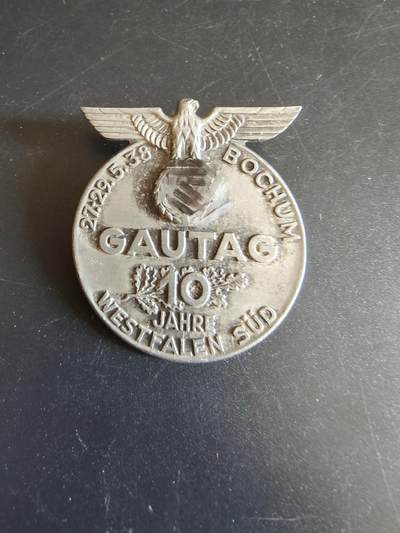 27.-29.5.38 BOCHUM
GAUTAG
10
JAHRE
WESTFALEN SÜD